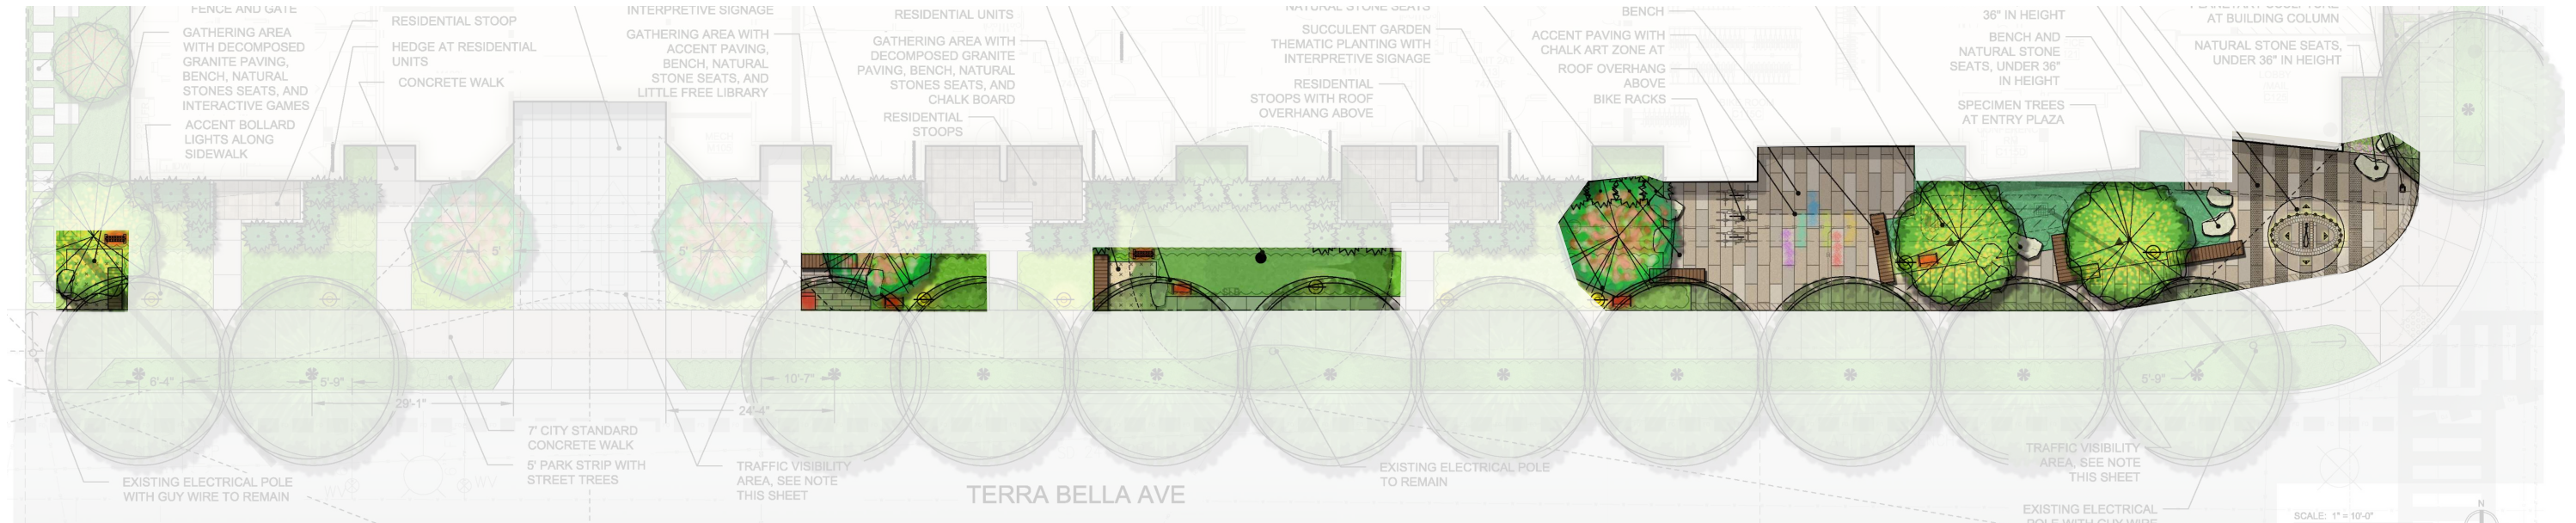 FENCE AND GATE
GATHERING AREA
WITH DECOMPOSED
GRANITE PAVING,
BENCH, NATURAL
STONES SEATS, AND
INTERACTIVE GAMES
ACCENT BOLLARD
LIGHTS ALONG
SIDEWALK
RESIDENTIAL STOOP
HEDGE AT RESIDENTIAL
UNITS
CONCRETE WALK
INTERPRETIVE SIGNAGE
GATHERING AREA WITH
ACCENT PAVING,
BENCH, NATURAL
STONE SEATS, AND
LITTLE FREE LIBRARY
RESIDENTIAL UNITS
GATHERING AREA WITH
DECOMPOSED GRANITE
PAVING, BENCH, NATURAL
STONES SEATS, AND
CHALK BOARD
RESIDENTIAL
STOOPS
NATURAL STONE SEATS
SUCCULENT GARDEN
THEMATIC PLANTING WITH
INTERPRETIVE SIGNAGE
RESIDENTIAL
STOOPS WITH ROOF
OVERHANG ABOVE
BENCH
ACCENT PAVING WITH
CHALK ART ZONE AT
ROOF OVERHANG
ABOVE
BIKE RACKS
36" IN HEIGHT
BENCH AND
NATURAL STONE
SEATS, UNDER 36"
IN HEIGHT
SPECIMEN TREES
AT ENTRY PLAZA
AT BUILDING COLUMN
NATURAL STONE SEATS,
UNDER 36" IN HEIGHT
5'
5'
6'-4"
5'-9"
10'-7"
5'-9"
29'-1"
24'-4"
7' CITY STANDARD
CONCRETE WALK
5' PARK STRIP WITH
STREET TREES
EXISTING ELECTRICAL POLE
WITH GUY WIRE TO REMAIN
TRAFFIC VISIBILITY
AREA, SEE NOTE
THIS SHEET
TERRA BELLA AVE
EXISTING ELECTRICAL POLE
TO REMAIN
TRAFFIC VISIBILITY
AREA, SEE NOTE
THIS SHEET
EXISTING ELECTRICAL
POLE WITH GUY WIRE
SCALE: 1" = 10'-0"
N